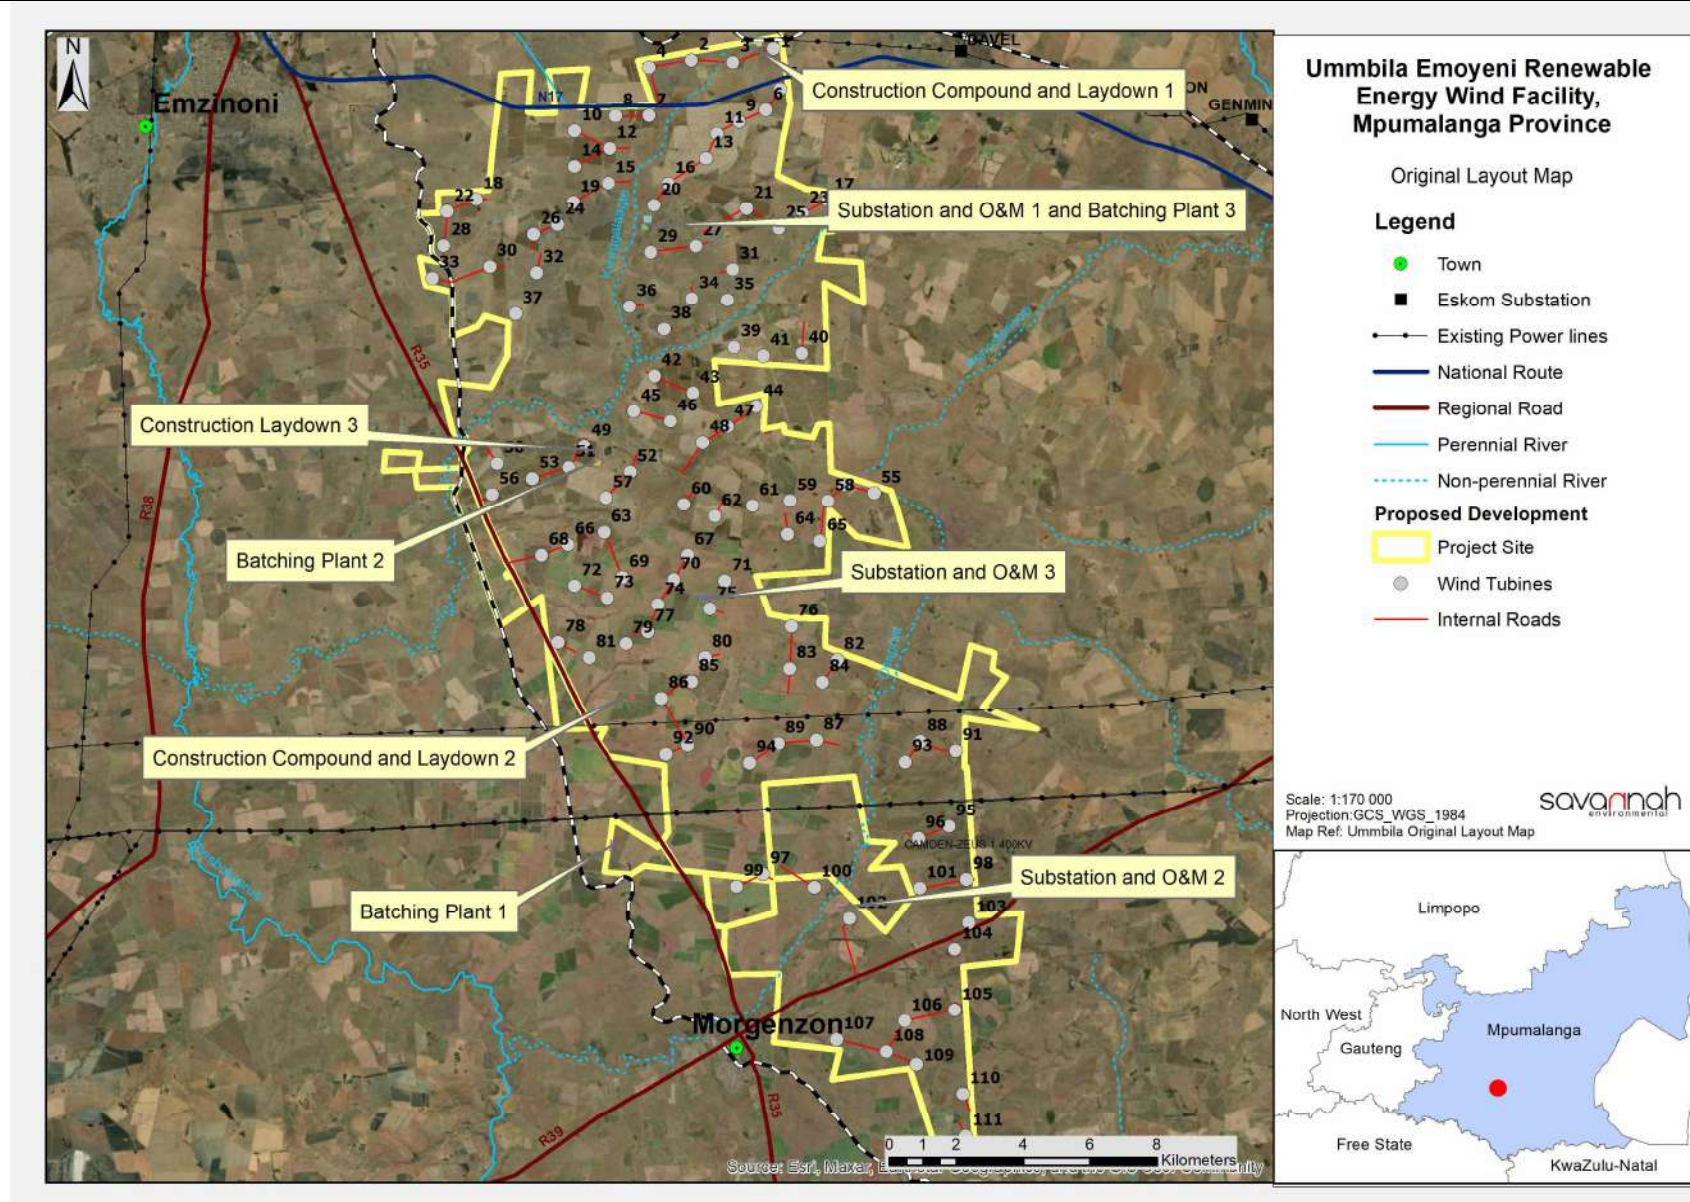 Ummbila Emoyeni Renewable
Energy Wind Facility,
Mpumalanga Province
Original Layout Map
Legend
Town
Eskom Substation
Existing Power lines
National Route
Regional Road
Perennial River
Non-perennial River
Proposed Development
Project Site
Wind Tubines
Internal Roads
Scale: 1:170 000
Projection:GCS_WGS_1984
Map Ref: Ummbila Original Layout Map
savannah
environmental
Limpopo
North West
Gauteng
Mpumalanga
Free State
KwaZulu-Natal
N
Emzinoni
N17
GENMIN
Construction Compound and Laydown 1
Substation and O&M 1 and Batching Plant 3
Construction Laydown 3
Batching Plant 2
Substation and O&M 3
Construction Compound and Laydown 2
Batching Plant 1
Substation and O&M 2
CAMDEN-ZEUS 1 400KV
Morgenzon
R35
R38
R39
R35
1
2
3
4
6
7
8
9
10
11
12
13
14
15
16
17
18
19
20
21
22
23
24
25
26
27
28
29
30
31
32
33
34
35
36
37
38
39
40
41
42
43
44
45
46
47
48
49
52
53
55
56
57
58
59
60
61
62
63
64
65
66
67
68
69
70
71
72
73
74
75
76
77
78
79
80
81
82
83
84
85
86
87
88
89
90
91
92
93
94
95
96
97
98
99
100
101
102
103
104
105
106
107
108
109
110
111
0 1 2 4 6 8
Kilometers
Source: Esri, Maxar,